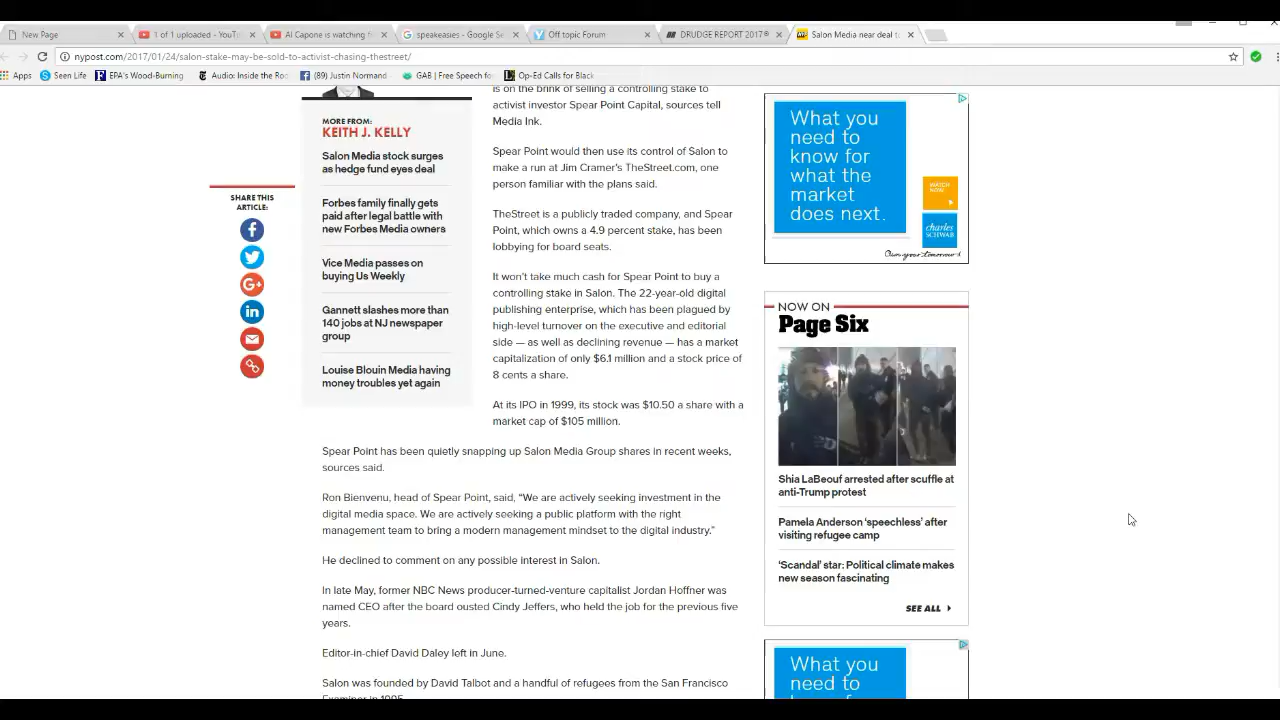 New Page
1 of 1 uploaded - YouTu
Al Capone is watching f
speakeasies - Google Se
Off topic Forum
DRUDGE REPORT 2017®
Salon Media near deal t
nypost.com/2017/01/24/salon-stake-may-be-sold-to-activist-chasing-thestreet/
Apps
Seen Life
EPA's Wood-Burning
Audio: Inside the Roo
(89) Justin Normand
GAB | Free Speech fo
Op-Ed Calls for Black
SHARE THIS
ARTICLE:
MORE FROM:
KEITH J. KELLY
Salon Media stock surges
as hedge fund eyes deal
Forbes family finally gets
paid after legal battle with
new Forbes Media owners
Vice Media passes on
buying Us Weekly
Gannett slashes more than
140 jobs at NJ newspaper
group
Louise Blouin Media having
money troubles yet again
is on the brink of selling a controlling stake to
activist investor Spear Point Capital, sources tell
Media Ink.
Spear Point would then use its control of Salon to
make a run at Jim Cramer's TheStreet.com, one
person familiar with the plans said.
TheStreet is a publicly traded company, and Spear
Point, which owns a 4.9 percent stake, has been
lobbying for board seats.
It won't take much cash for Spear Point to buy a
controlling stake in Salon. The 22-year-old digital
publishing enterprise, which has been plagued by
high-level turnover on the executive and editorial
side — as well as declining revenue — has a market
capitalization of only $6.1 million and a stock price of
8 cents a share.
At its IPO in 1999, its stock was $10.50 a share with a
market cap of $105 million.
Spear Point has been quietly snapping up Salon Media Group shares in recent weeks,
sources said.
Ron Bienvenu, head of Spear Point, said, “We are actively seeking investment in the
digital media space. We are actively seeking a public platform with the right
management team to bring a modern management mindset to the digital industry.”
He declined to comment on any possible interest in Salon.
In late May, former NBC News producer-turned-venture capitalist Jordan Hoffner was
named CEO after the board ousted Cindy Jeffers, who held the job for the previous five
years.
Editor-in-chief David Daley left in June.
Salon was founded by David Talbot and a handful of refugees from the San Francisco
Examiner in 1995
What you
need to
know for
what the
market
does next.
WATCH
NOW
charles
SCHWAB
Own your tomorrow
NOW ON
Page Six
Shia LaBeouf arrested after scuffle at
anti-Trump protest
Pamela Anderson ‘speechless’ after
visiting refugee camp
‘Scandal’ star: Political climate makes
new season fascinating
SEE ALL
What you
need to